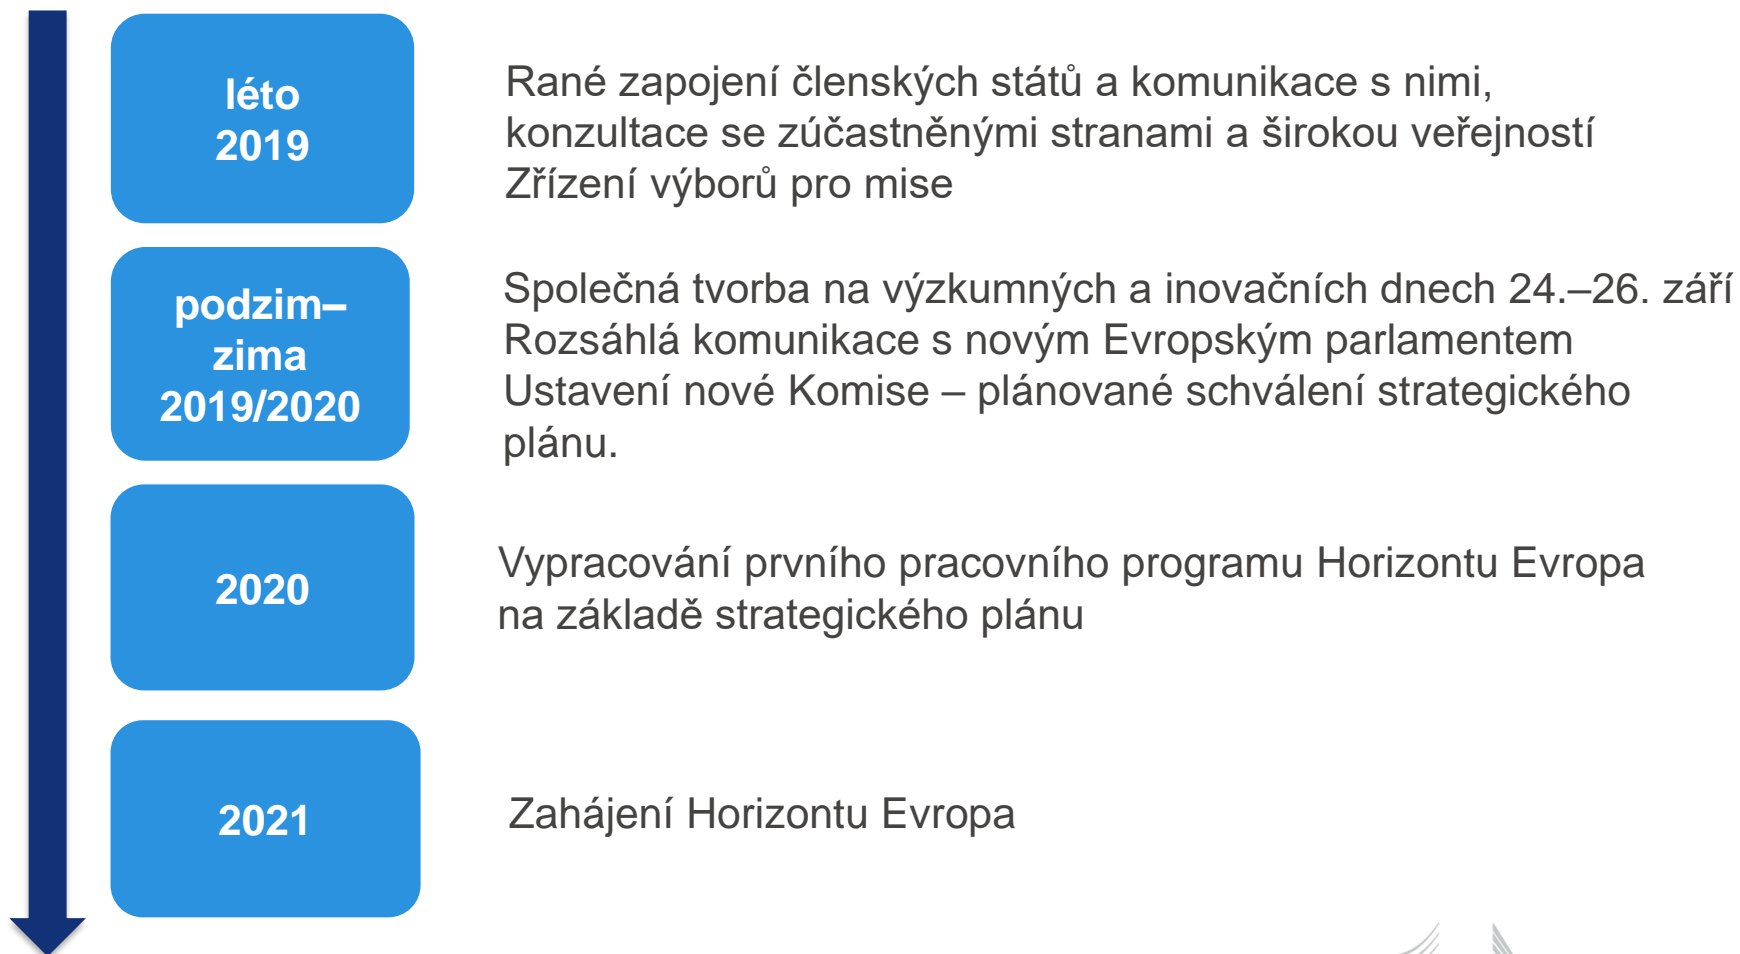 léto
2019
Rané zapojení členských států a komunikace s nimi,
konzultace se zúčastněnými stranami a širokou veřejností
Zřízení výborů pro mise
podzim–
zima
2019/2020
Společná tvorba na výzkumných a inovačních dnech 24.–26. září
Rozsáhlá komunikace s novým Evropským parlamentem
Ustavení nové Komise – plánované schválení strategického
plánu.
2020
Vypracování prvního pracovního programu Horizontu Evropa
na základě strategického plánu
2021
Zahájení Horizontu Evropa